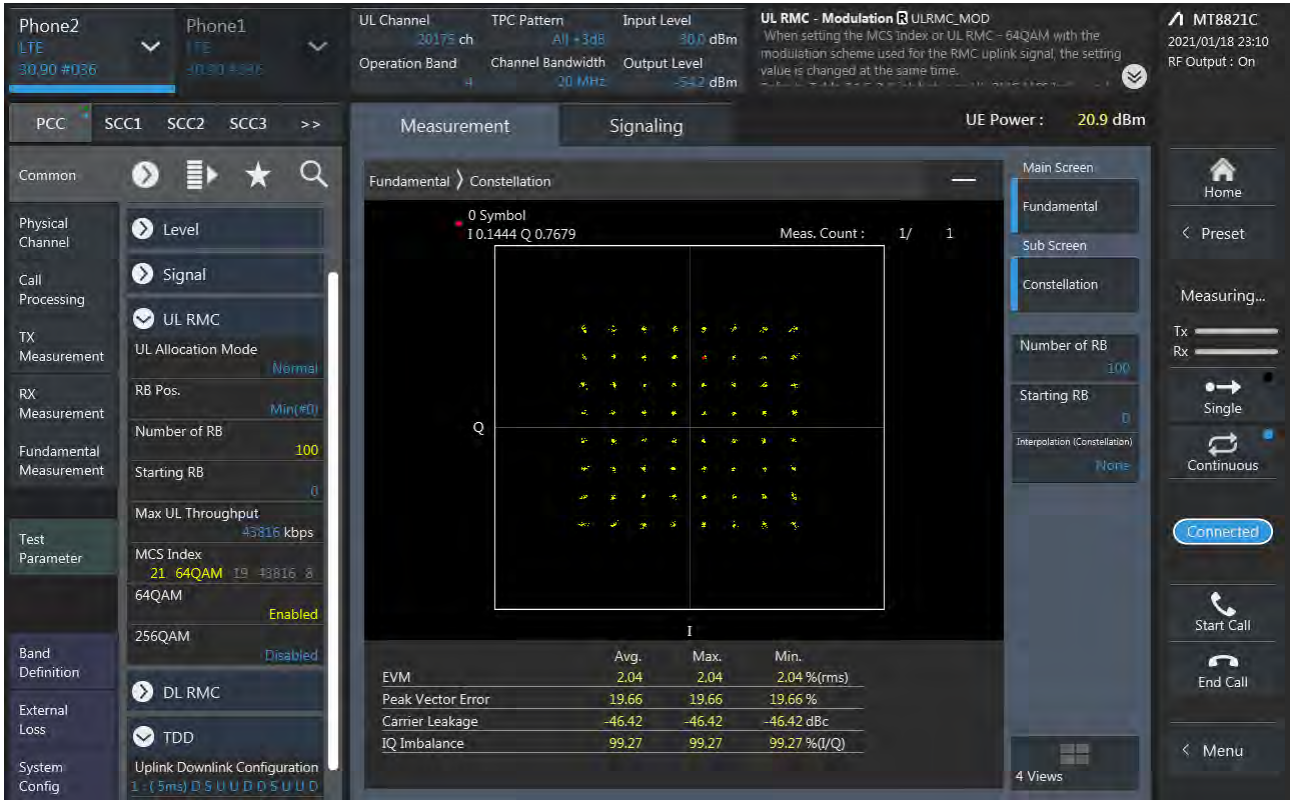 Phone2
LTE
30.90 #036
Phone1
LTE
30.90 #
UL Channel
20175 ch
Operation Band
4
TPC Pattern
All +3dB
Channel Bandwidth
20 MHz
Input Level
30.0 dBm
Output Level
-54.2 dBm
UL RMC - Modulation R ULRMC_MOD
When setting the MCS Index or UL RMC - 64QAM with the
modulation scheme used for the RMC uplink signal, the setting
value is changed at the same time.
MT8821C
2021/01/18 23:10
RF Output : On
PCC SCC1 SCC2 SCC3 >>
Measurement
Signaling
UE Power : 20.9 dBm
Common
Physical
Channel
Call
Processing
TX
Measurement
RX
Measurement
Fundamental
Measurement
Test
Parameter
Band
Definition
External
Loss
System
Config
Level
Signal
UL RMC
UL Allocation Mode
Normal
RB Pos.
Min(#0)
Number of RB
100
Starting RB
0
Max UL Throughput
43816 kbps
MCS Index
21 64QAM 19 43816 8
64QAM
Enabled
256QAM
Disabled
DL RMC
TDD
Uplink Downlink Configuration
1 : ( 5ms) D S U U D D S U U D
Fundamental 〉 Constellation
0 Symbol
I 0.1444 Q 0.7679
Meas. Count : 1/ 1
Q
I
Avg. Max. Min.
EVM 2.04 2.04 2.04 %(rms)
Peak Vector Error 19.66 19.66 19.66 %
Carrier Leakage -46.42 -46.42 -46.42 dBc
IQ Imbalance 99.27 99.27 99.27 %(I/Q)
Main Screen
Fundamental
Sub Screen
Constellation
Number of RB
100
Starting RB
0
Interpolation (Constellation)
None
4 Views
Home
< Preset
Measuring...
Tx
Rx
Single
Continuous
Connected
Start Call
End Call
< Menu